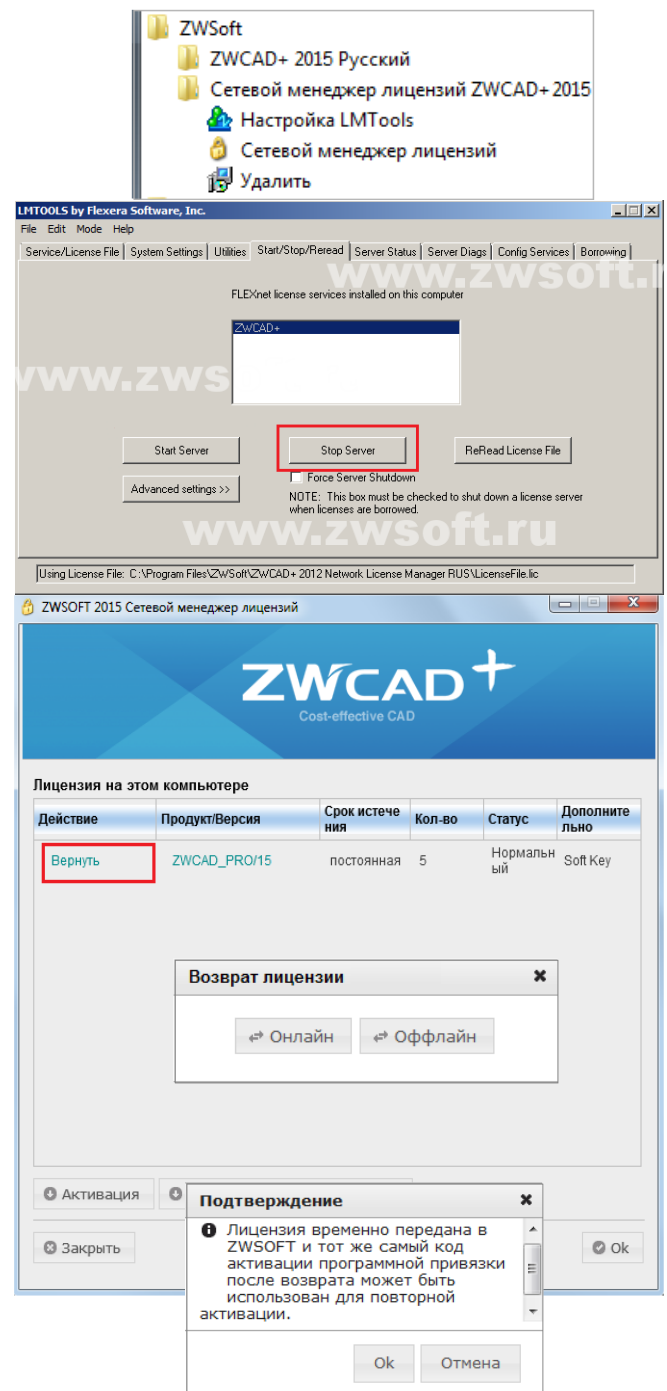 ZWSoft
ZWCAD+ 2015 Русский
Сетевой менеджер лицензий ZWCAD+ 2015
Настройка LMTools
Сетевой менеджер лицензий
Удалить
LMTOOLS by Flexera Software, Inc.
File Edit Mode Help
Service/License File System Settings Utilities Start/Stop/Reread Server Status Server Diags Config Services Borrowing
www.zwsoft.r
FLEXnet license services installed on this computer
ZWCAD+
www.zws
Start Server Stop Server ReRead License File
Force Server Shutdown
Advanced settings >>
NOTE: This box must be checked to shut down a license server
when licenses are borrowed.
www.zwsoft.ru
Using License File: C:\Program Files\ZWSoft\ZWCAD+ 2012 Network License Manager RUS\LicenseFile.lic
ZWSOFT 2015 Сетевой менеджер лицензий
ZWCAD+
Cost-effective CAD
Лицензия на этом компьютере
Действие Продукт/Версия Срок истече
ния Кол-во Статус Дополните
льно
Вернуть ZWCAD_PRO/15 постоянная 5 Нормальн
ый Soft Key
Возврат лицензии
Онлайн Оффлайн
Активация
Закрыть Ok
Подтверждение
Лицензия временно передана в
ZWSOFT и тот же самый код
активации программной привязки
после возврата может быть
использован для повторной
активации.
Ok Отмена